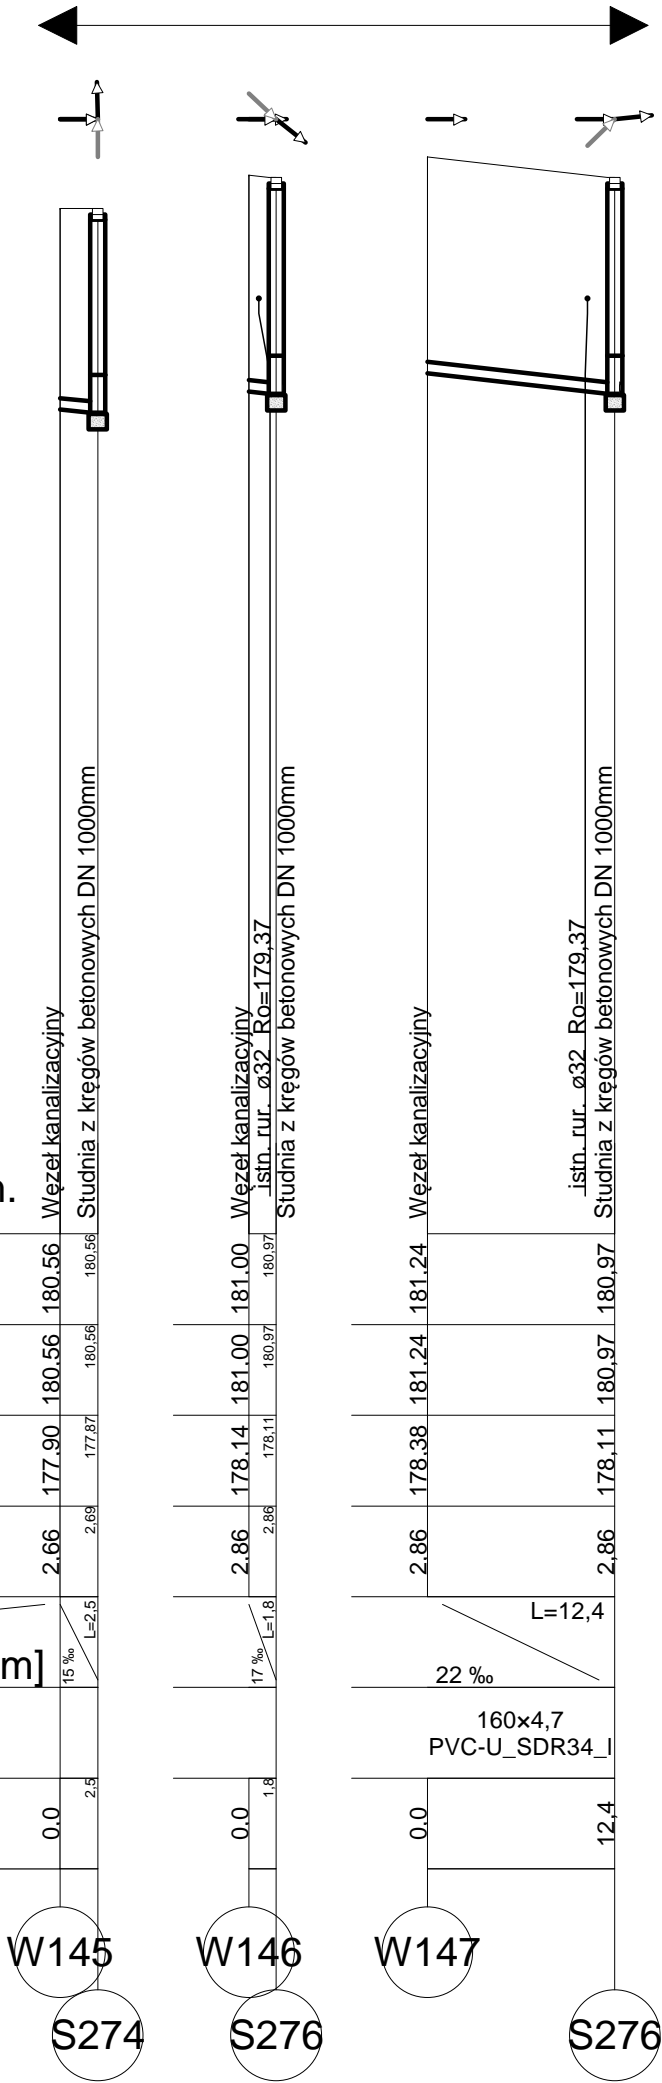 Węzeł kanalizacyjny
Studnia z kręgów betonowych DN 1000mm
Węzeł kanalizacyjny
istn. rur. ø32 Ro=179,37
Studnia z kręgów betonowych DN 1000mm
Węzeł kanalizacyjny
istn. rur. ø32 Ro=179,37
Studnia z kręgów betonowych DN 1000mm
n.
180.56 180,56 181.00 180,97 181.24 180,97
180.56 180,56 181.00 180,97 181.24 180,97
177.90 177,87 178.14 178,11 178.38 178,11
2.66 2,69 2.86 2,86 2.86 2,86
L=2,5 L=1,8 L=12,4
m] 15 ‰ 17 ‰ 22 ‰
160×4,7
PVC-U_SDR34_l
0.0 2,5 0.0 1,8 0.0 12,4
W145 W146 W147
S274 S276 S276